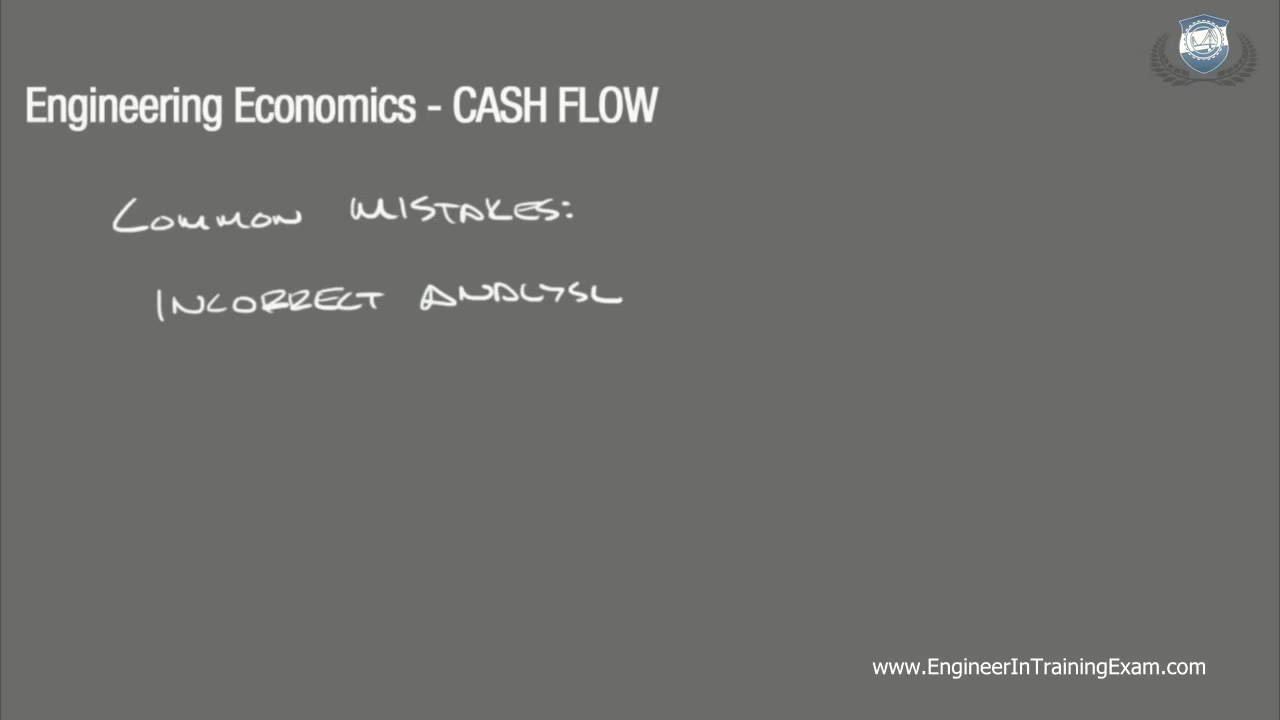 Engineering Economics - CASH FLOW
COMMON MISTAKES:
INCORRECT ANALYSI
www.EngineerInTrainingExam.com